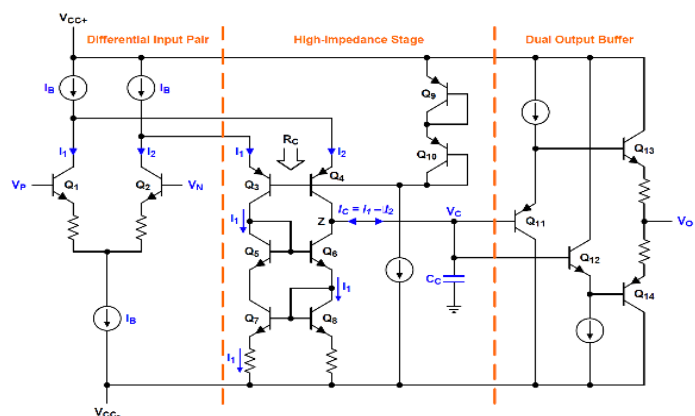 VCC+
Differential Input Pair
High-Impedance Stage
Dual Output Buffer
IB
IB
Q9
I1
I2
RC
I1
I2
Q10
Q13
VP
Q1
Q2
VN
Q3
Q4
I1
Z
IC = I1 – I2
VC
Q11
VO
Q5
Q6
Q12
I1
CC
Q14
IB
Q7
Q8
I1
VCC-